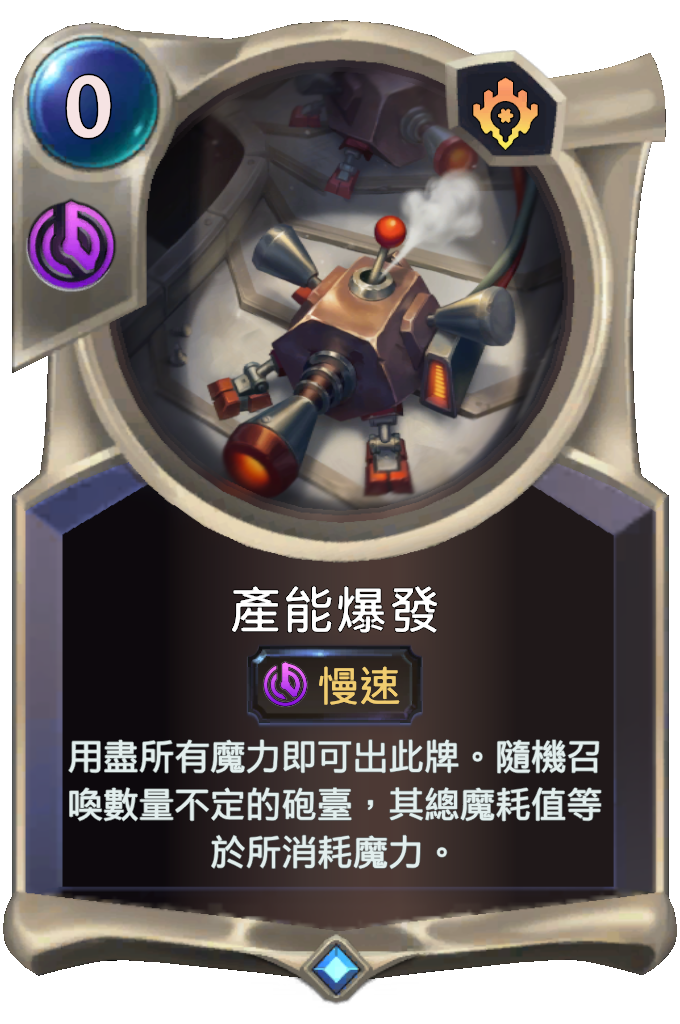 0
產能爆發
慢速
用盡所有魔力即可出此牌。隨機召
喚數量不定的砲臺，其總魔耗值等
於所消耗魔力。